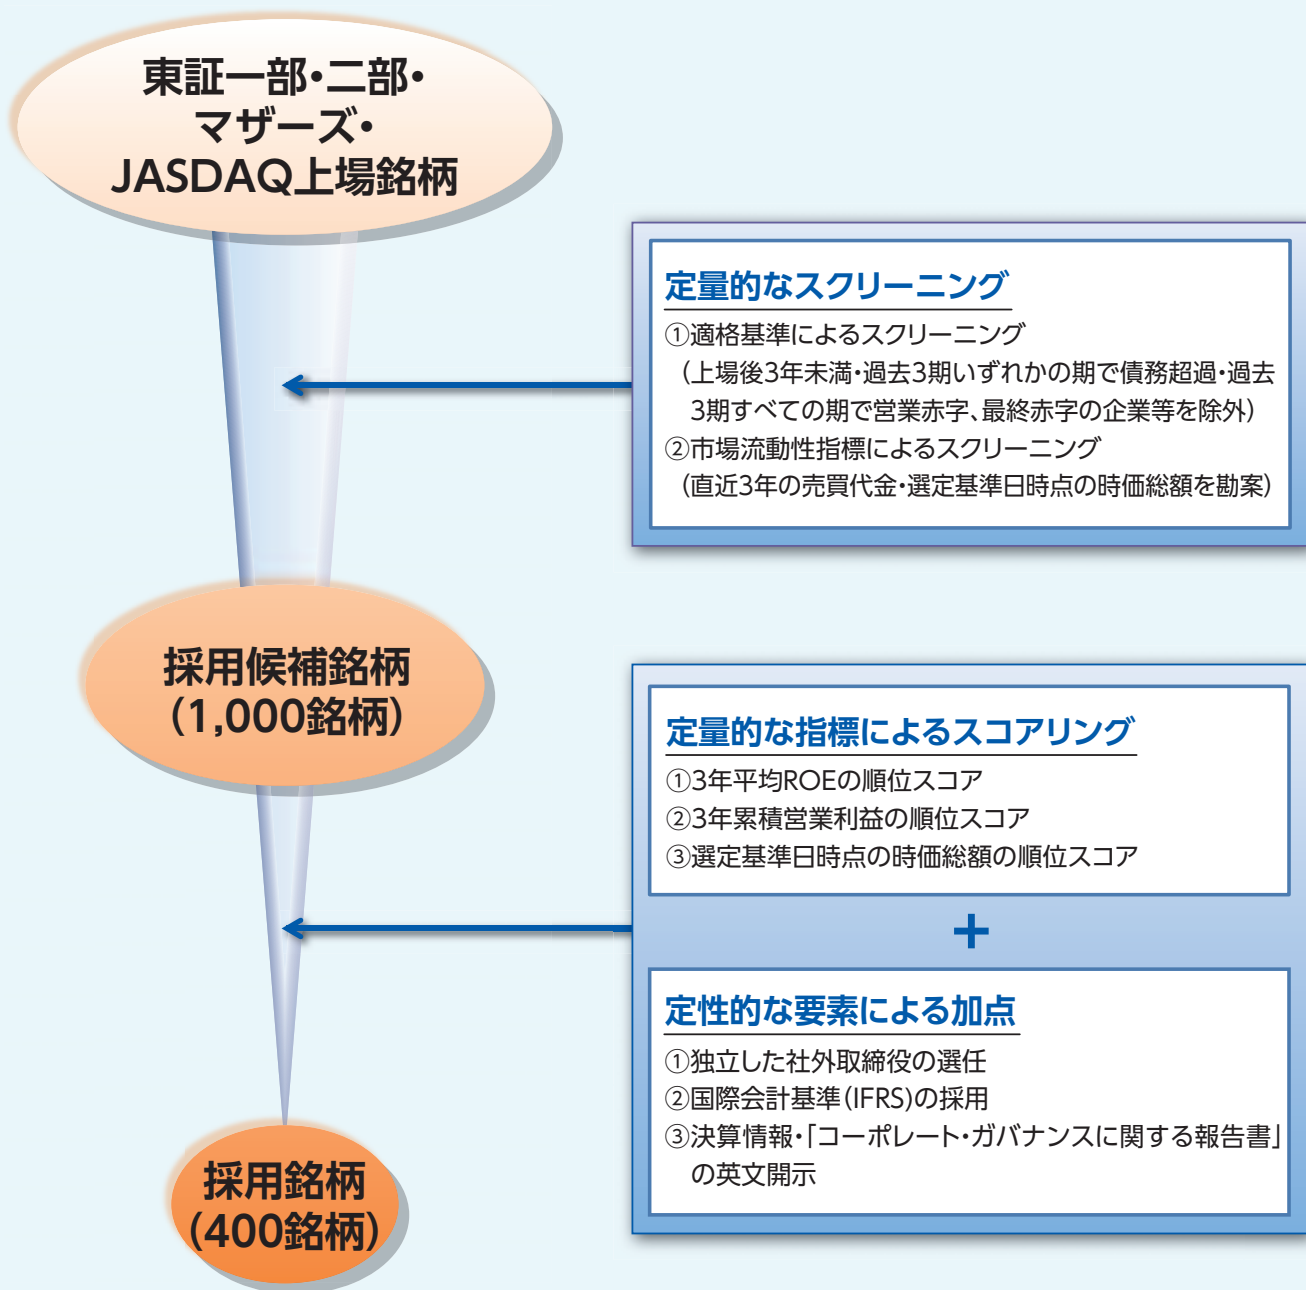 東証一部・二部・
マザーズ・
JASDAQ上場銘柄
定量的なスクリーニング
①適格基準によるスクリーニング
（上場後3年未満・過去3期いずれかの期で債務超過・過去
3期すべての期で営業赤字、最終赤字の企業等を除外）
②市場流動性指標によるスクリーニング
（直近3年の売買代金・選定基準日時点の時価総額を勘案）
採用候補銘柄
（1,000銘柄）
定量的な指標によるスコアリング
①3年平均ROEの順位スコア
②3年累積営業利益の順位スコア
③選定基準日時点の時価総額の順位スコア
＋
定性的な要素による加点
①独立した社外取締役の選任
②国際会計基準（IFRS)の採用
③決算情報・「コーポレート・ガバナンスに関する報告書」
の英文開示
採用銘柄
（400銘柄）